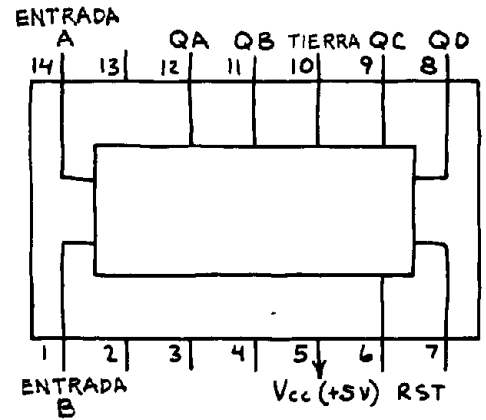 ENTRADA
A QA QB TIERRA QC QD
14 13 12 11 10 9 8
1 2 3 4 5 6 7
ENTRADA Vcc (+5V) RST
B